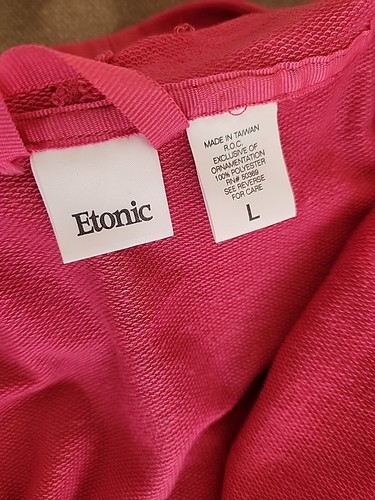 Etonic
MADE IN TAIWAN
R.O.C.
EXCLUSIVE OF
ORNAMENTATION
100% POLYESTER
RN# 50369
SEE REVERSE
FOR CARE
L